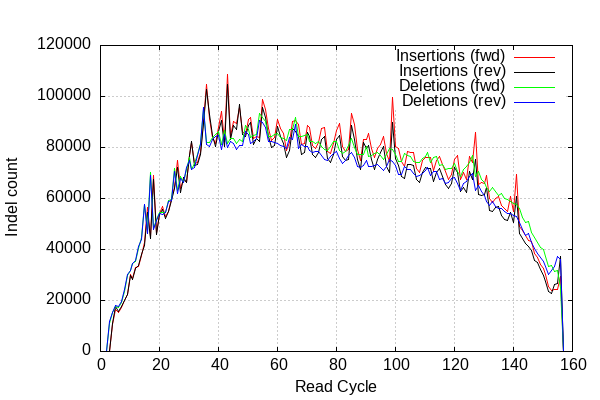 120000
100000
80000
60000
40000
20000
0
Indel count
Insertions (fwd)
Insertions (rev)
Deletions (fwd)
Deletions (rev)
0 20 40 60 80 100 120 140 160
Read Cycle